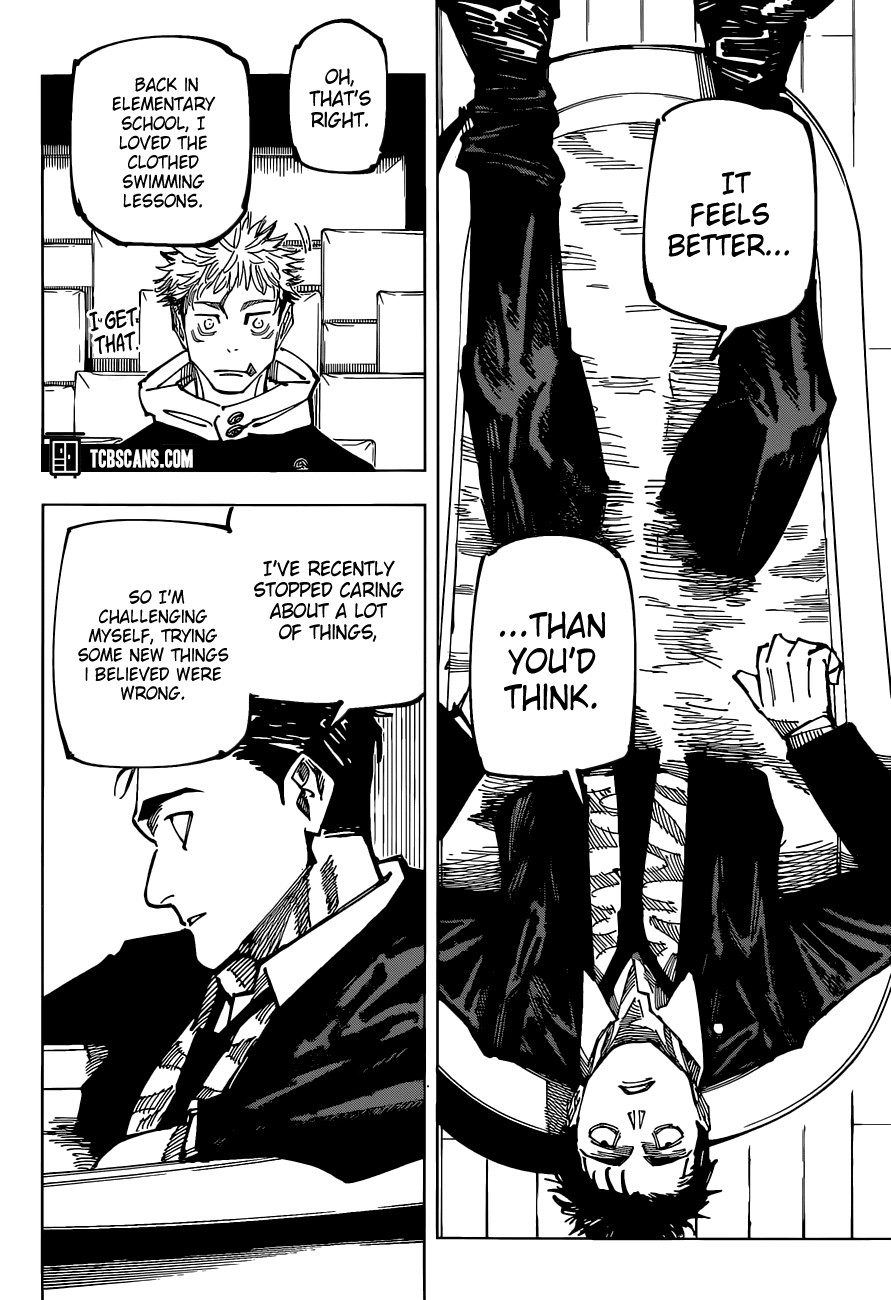 IT
FEELS
BETTER...
...THAN
YOU'D
THINK.
OH,
THAT'S
RIGHT.
BACK IN
ELEMENTARY
SCHOOL, I
LOVED THE
CLOTHED
SWIMMING
LESSONS.
I GET
THAT.
TCBSCANS.COM
I'VE RECENTLY
STOPPED CARING
ABOUT A LOT
OF THINGS,
SO I'M
CHALLENGING
MYSELF, TRYING
SOME NEW THINGS
I BELIEVED WERE
WRONG.